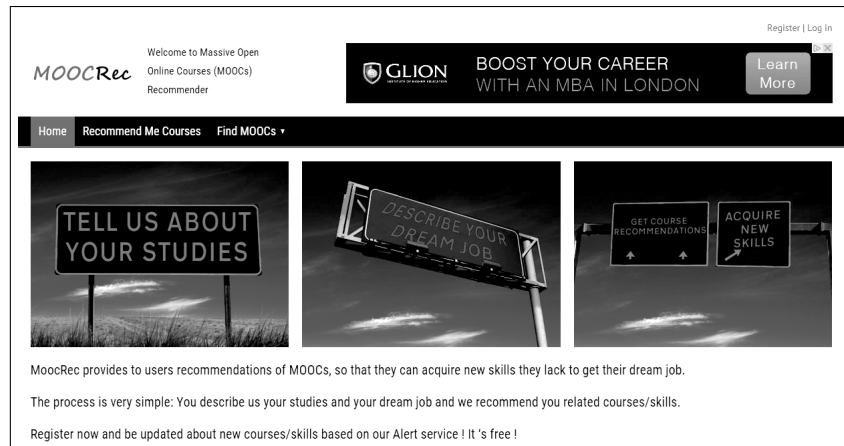 Register | Log in
MOOCRec
Welcome to Massive Open
Online Courses (MOOCs)
Recommender
GLION
INSTITUTE OF HIGHER EDUCATION
BOOST YOUR CAREER
WITH AN MBA IN LONDON
Learn
More
Home Recommend Me Courses Find MOOCs
TELL US ABOUT
YOUR STUDIES
DESCRIBE YOUR
DREAM JOB
GET COURSE
RECOMMENDATIONS
ACQUIRE
NEW
SKILLS
MoocRec provides to users recommendations of MOOCs, so that they can acquire new skills they lack to get their dream job.
The process is very simple: You describe us your studies and your dream job and we recommend you related courses/skills.
Register now and be updated about new courses/skills based on our Alert service ! It 's free !